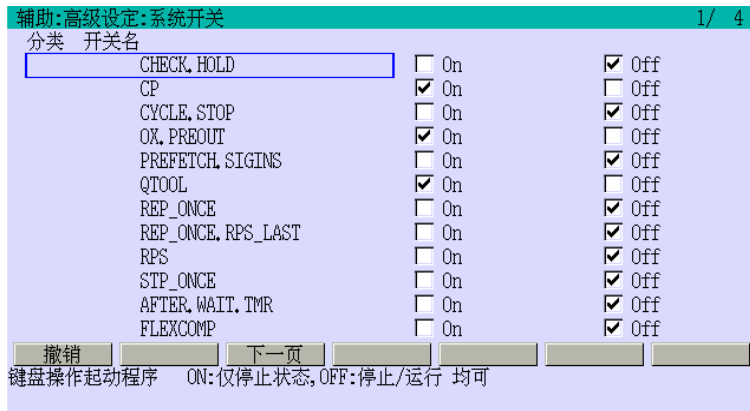 辅助:高级设定:系统开关 1/ 4
分类 开关名
CHECK.HOLD On Off
CP On Off
CYCLE.STOP On Off
OX.PREOUT On Off
PREFETCH.SIGINS On Off
QTOOL On Off
REP_ONCE On Off
REP_ONCE.RPS_LAST On Off
RPS On Off
STP_ONCE On Off
AFTER.WAIT.TMR On Off
FLEXCOMP On Off
撤销 下一页
键盘操作起动程序 ON:仅停止状态,OFF:停止/运行 均可